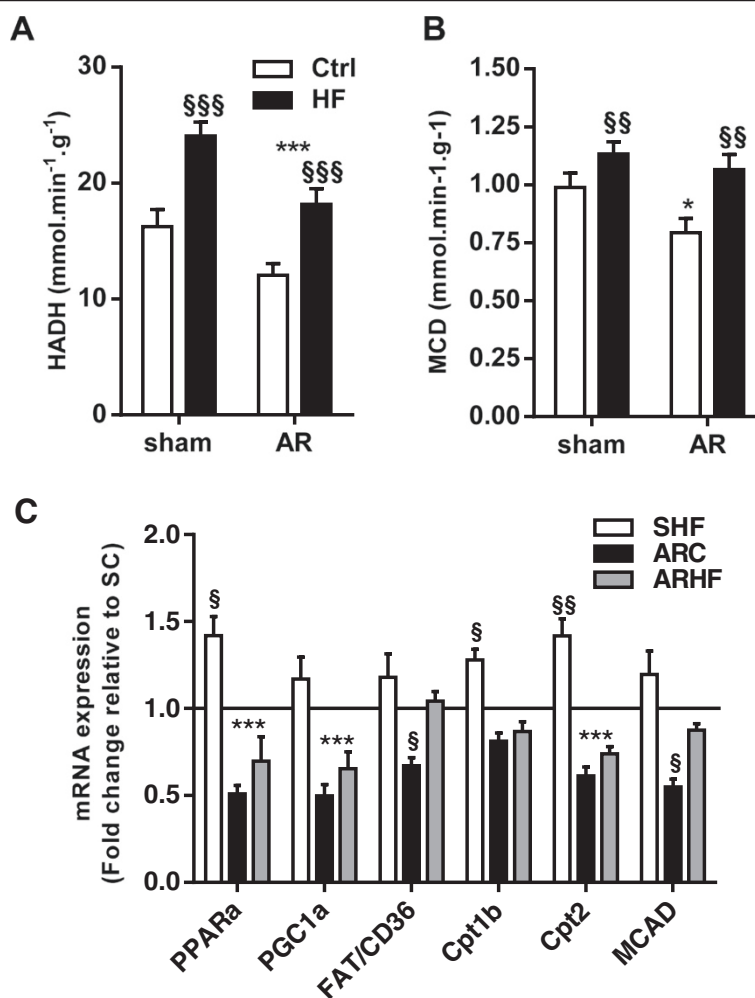 A
30
20
10
0
HADH (mmol.min⁻¹.g⁻¹)
Ctrl
HF
§§§
***
§§§
sham AR
B
1.50
1.25
1.00
0.75
0.50
0.25
0.00
MCD (mmol.min-1.g-1)
§§
*
§§
sham AR
C
2.0
1.5
1.0
0.5
0.0
mRNA expression
(Fold change relative to SC)
SHF
ARC
ARHF
§
***
***
§
§
§§
***
§
PPARa
PGC1a
FAT/CD36
Cpt1b
Cpt2
MCAD